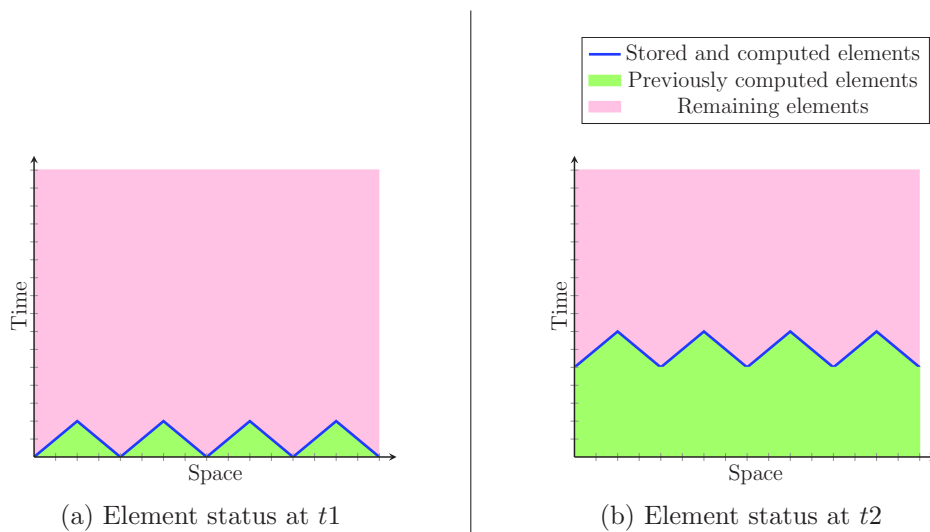 Stored and computed elements
Previously computed elements
Remaining elements
Time
Space
(a) Element status at t1
Time
Space
(b) Element status at t2